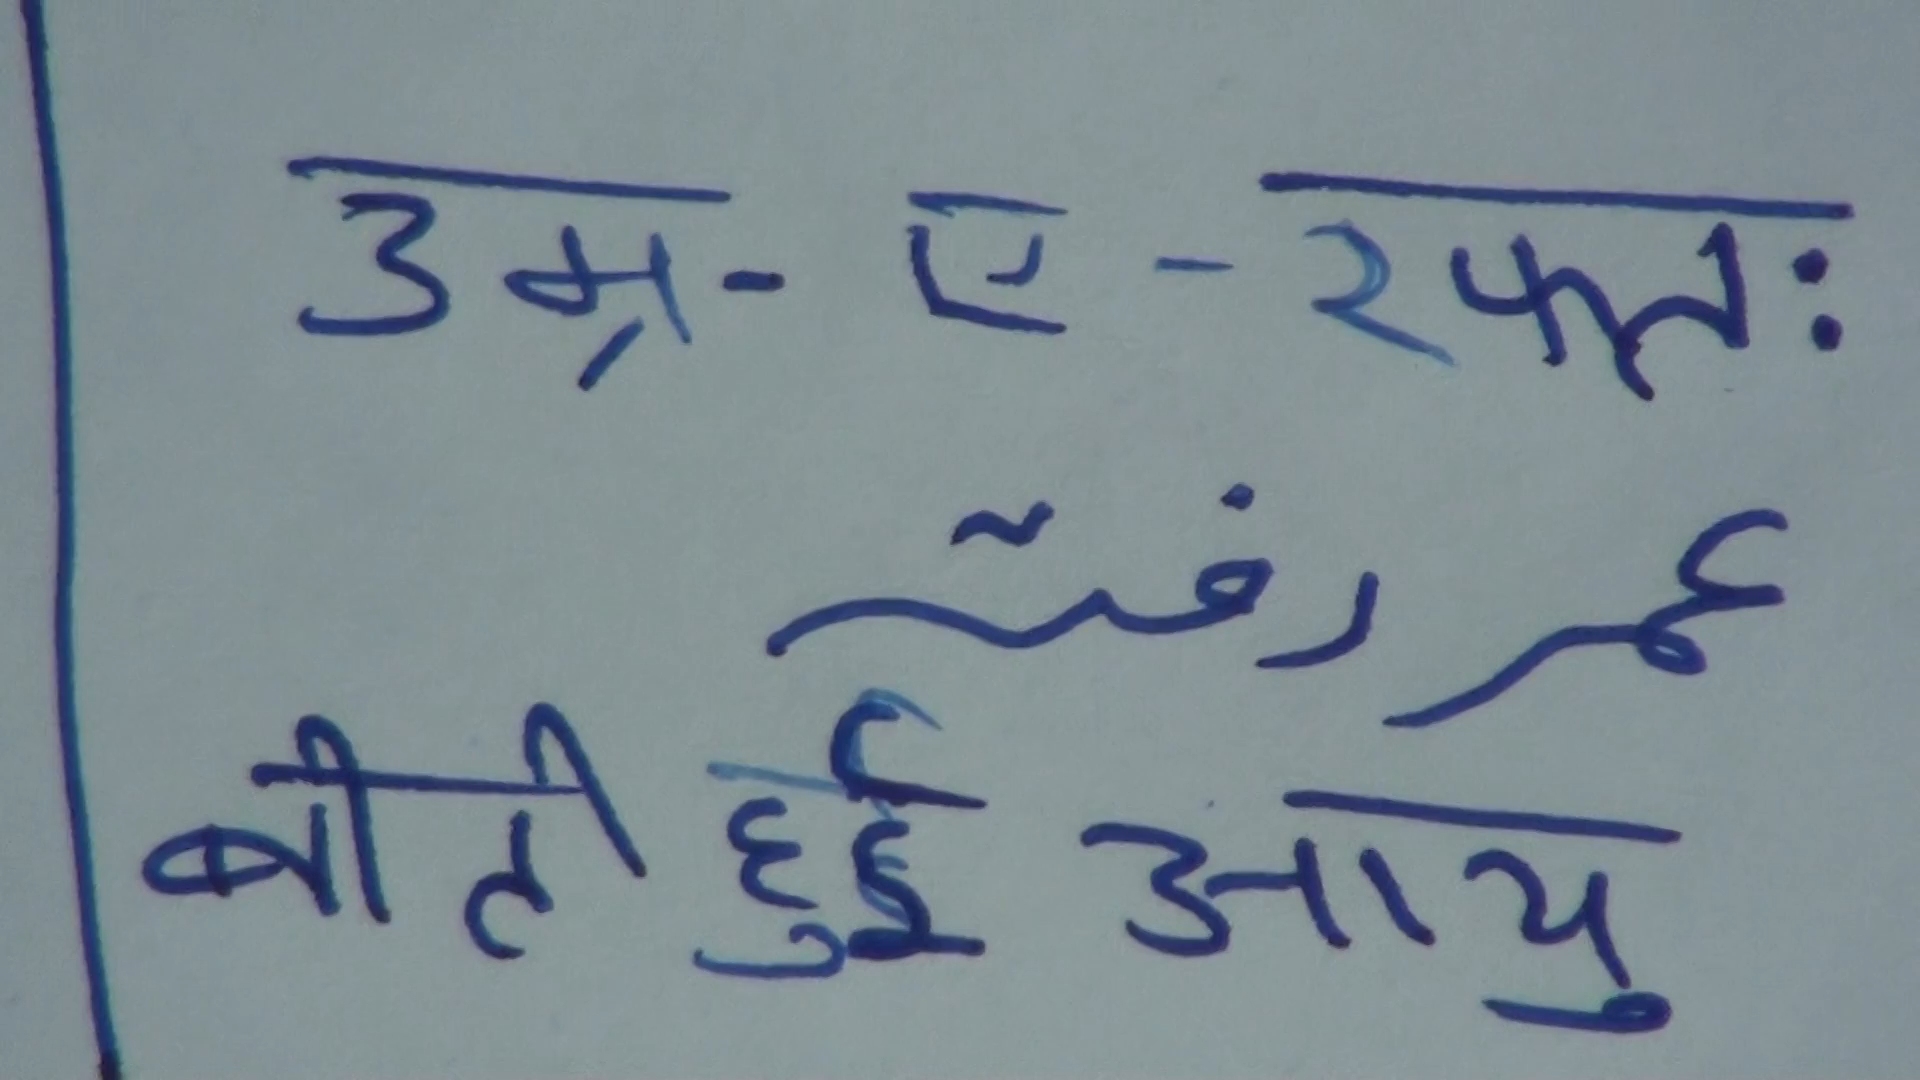 उम्र - ए - रफ्तः
عمر رفتہ
बीती हुई आयु